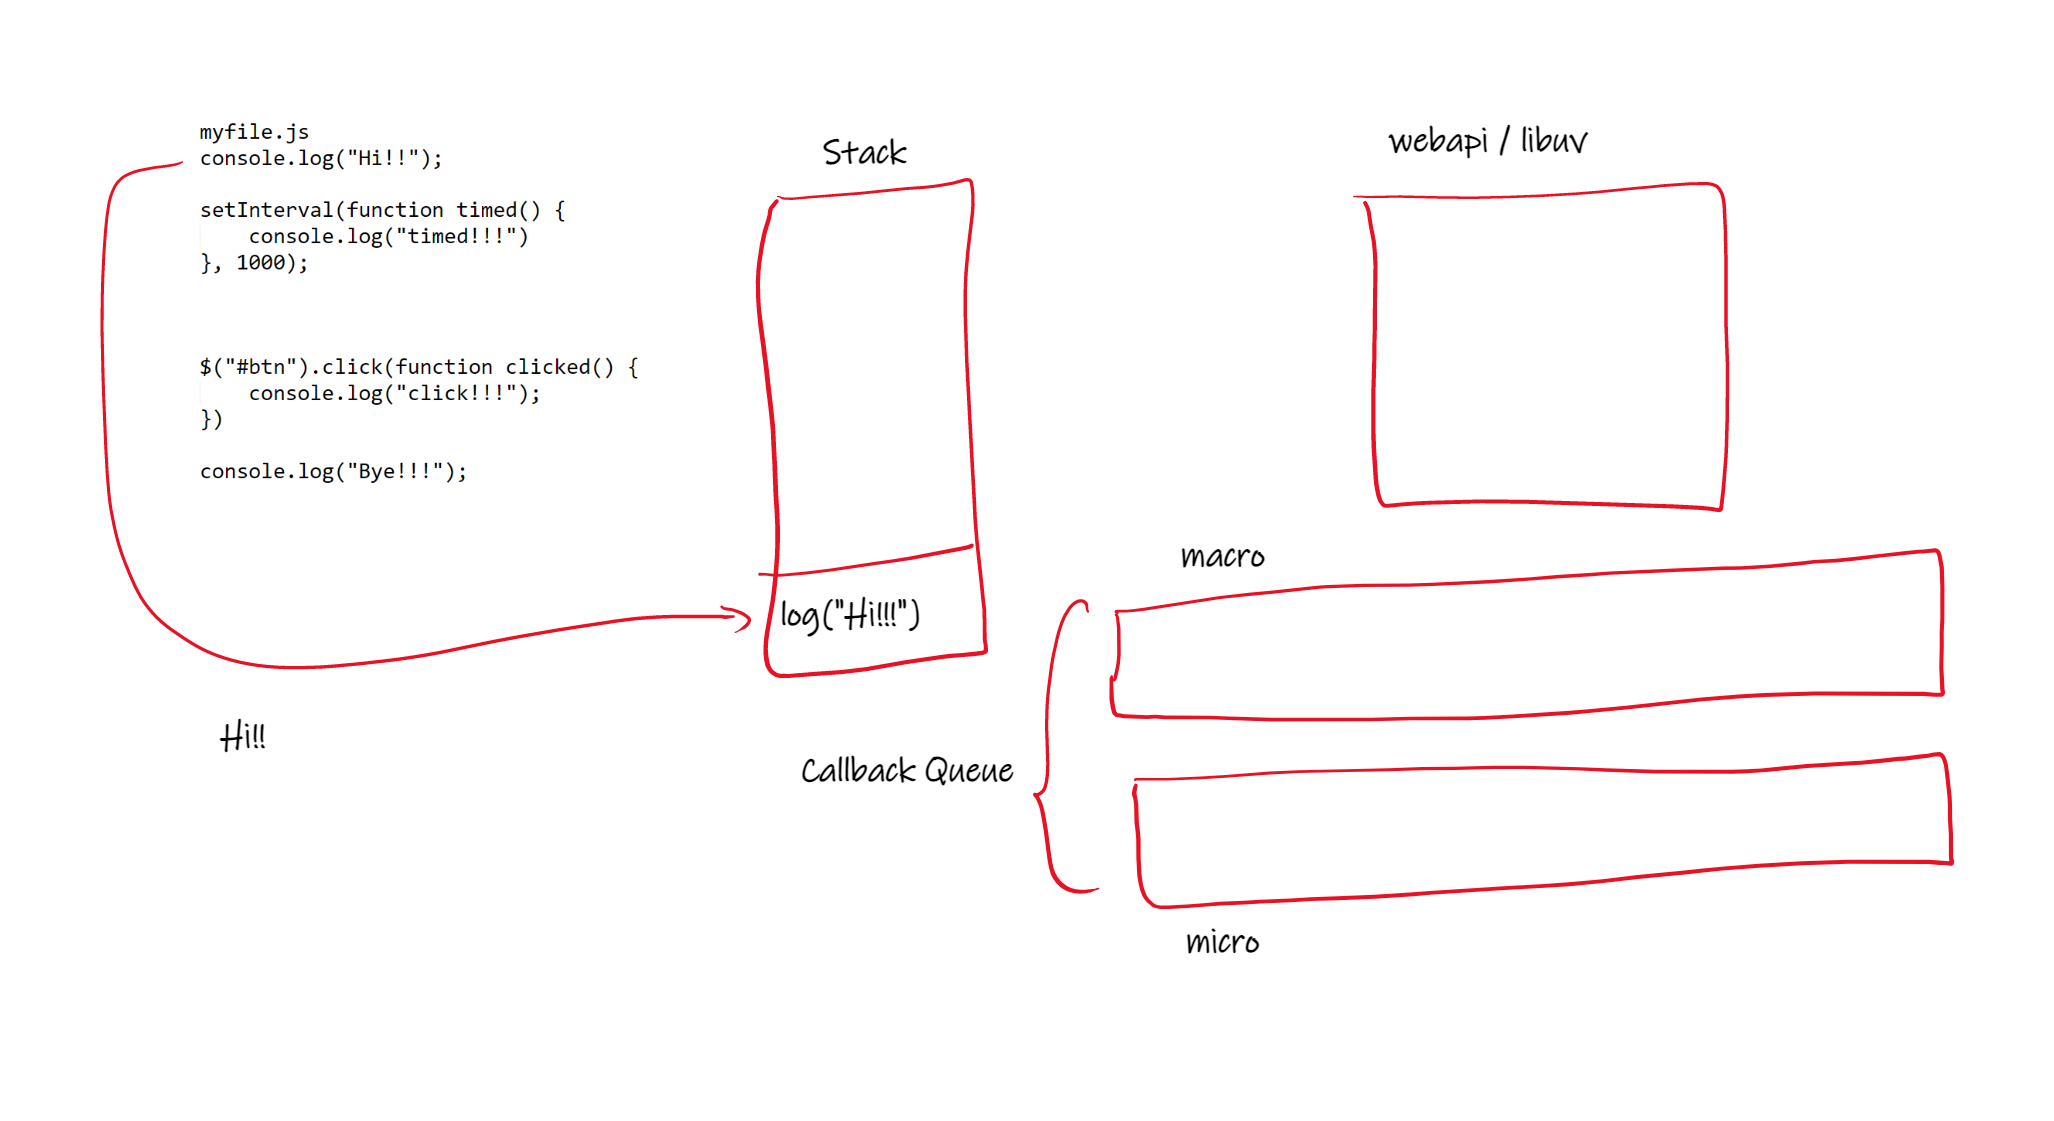 myfile.js
console.log("Hi!!");
setInterval(function timed() {
    console.log("timed!!!")
}, 1000);
$("#btn").click(function clicked() {
    console.log("click!!!");
})
console.log("Bye!!!");
Hi!!
Stack
log("Hi!!!")
webapi / libuv
macro
Callback Queue
micro